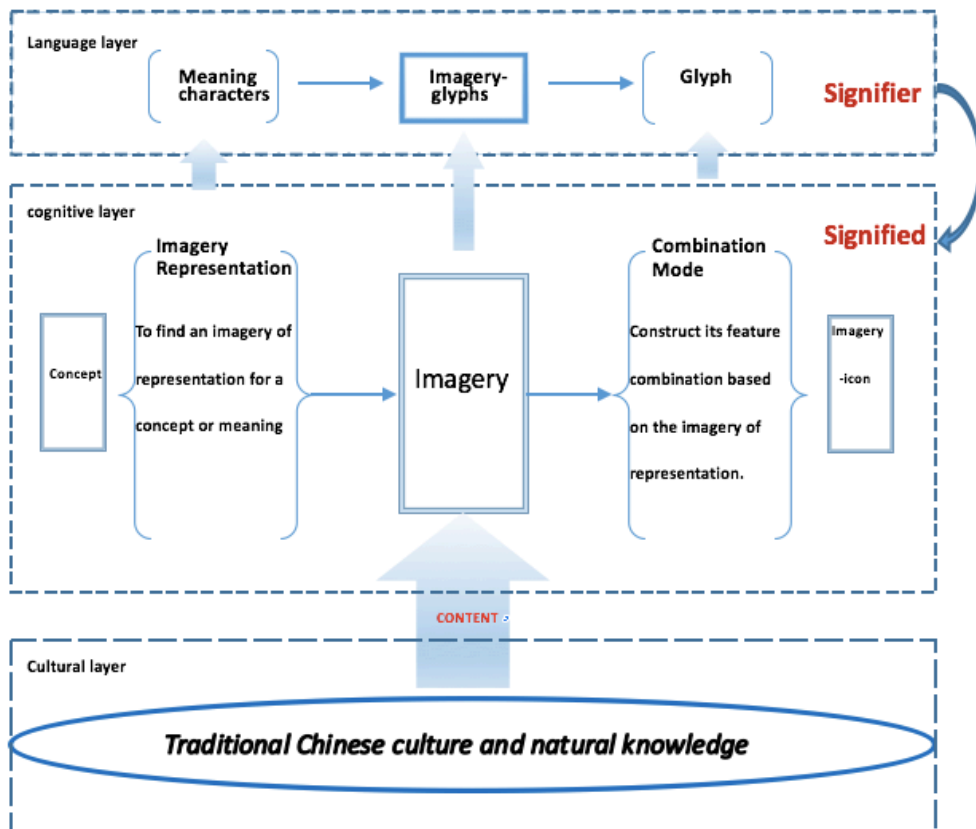 Language layer
Meaning
characters
Imagery-
glyphs
Glyph
Signifier
cognitive layer
Signified
Imagery
Representation
Combination
Mode
Concept
To find an imagery of
representation for a
concept or meaning
Imagery
Construct its feature
combination based
on the imagery of
representation.
Imagery
-icon
CONTENT
Cultural layer
Traditional Chinese culture and natural knowledge